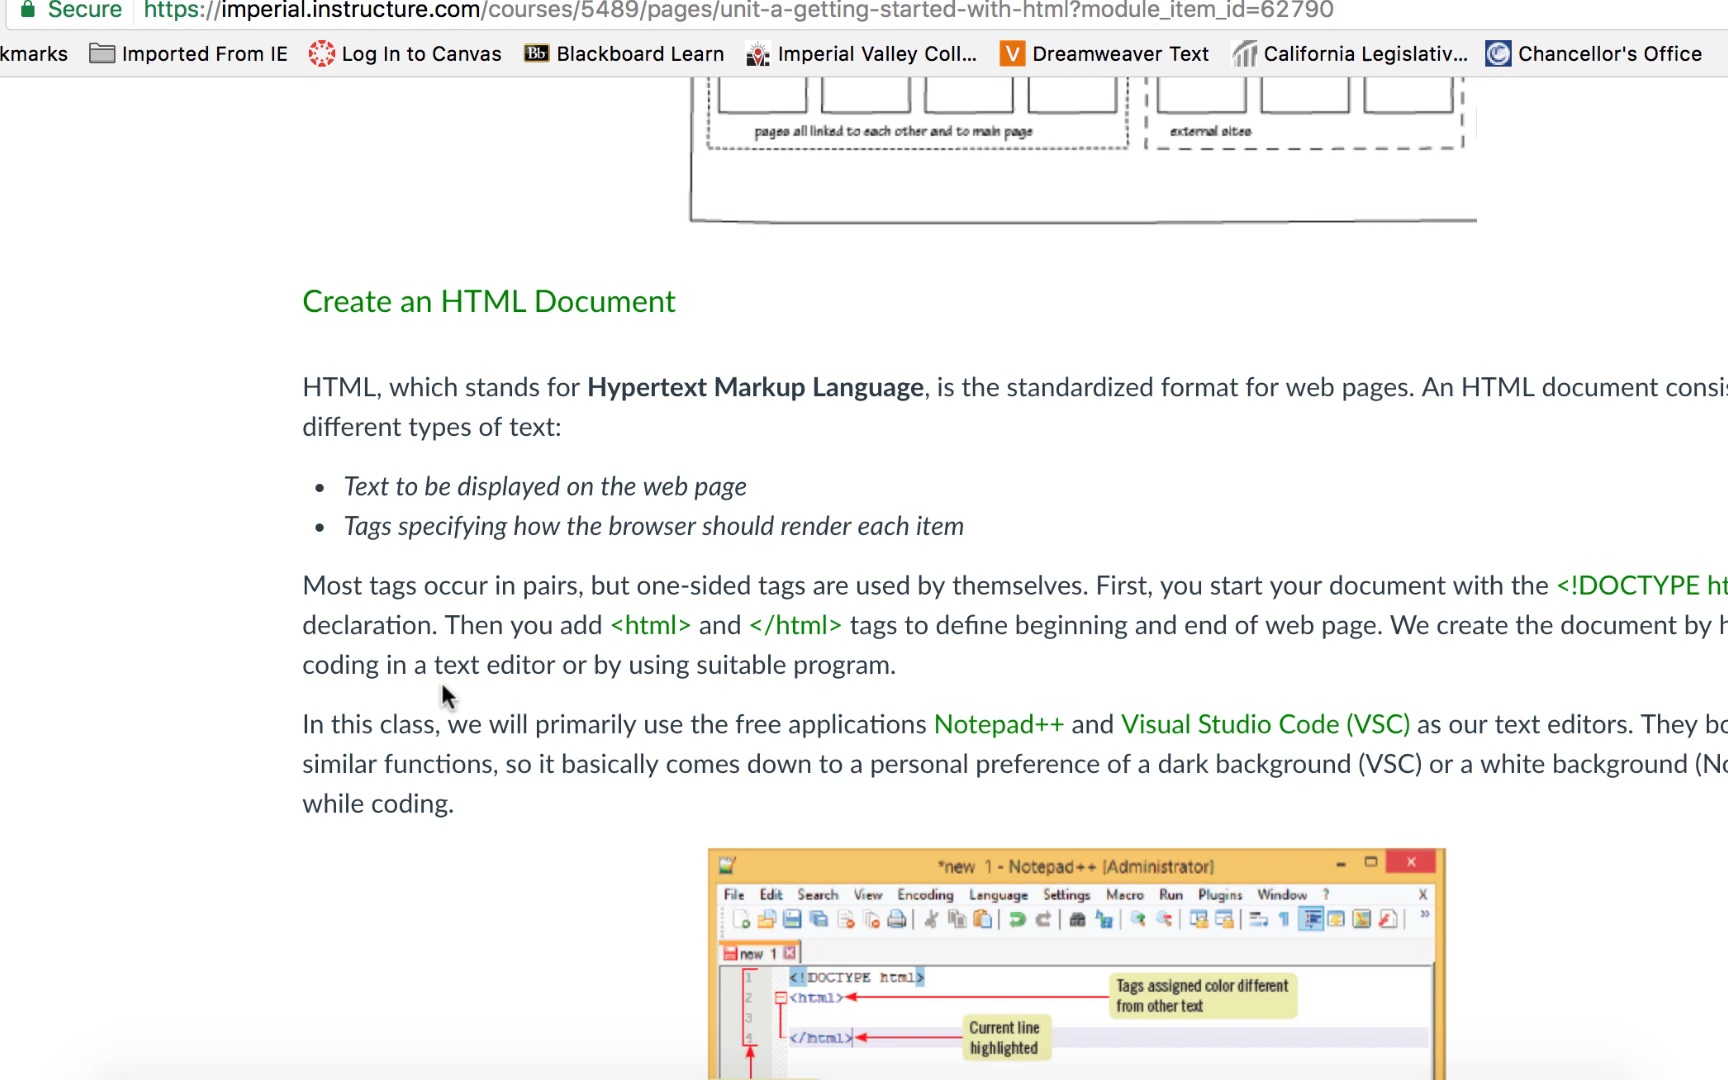 Secure https://imperial.instructure.com/courses/5489/pages/unit-a-getting-started-with-html?module_item_id=62790
kmarks Imported From IE Log In to Canvas Bb Blackboard Learn Imperial Valley Coll... V Dreamweaver Text California Legislativ... Chancellor's Office
pages all linked to each other and to main page external sites
Create an HTML Document
HTML, which stands for Hypertext Markup Language, is the standardized format for web pages. An HTML document consis
different types of text:
• Text to be displayed on the web page
• Tags specifying how the browser should render each item
Most tags occur in pairs, but one-sided tags are used by themselves. First, you start your document with the <!DOCTYPE ht
declaration. Then you add <html> and </html> tags to define beginning and end of web page. We create the document by h
coding in a text editor or by using suitable program.
In this class, we will primarily use the free applications Notepad++ and Visual Studio Code (VSC) as our text editors. They bo
similar functions, so it basically comes down to a personal preference of a dark background (VSC) or a white background (No
while coding.
*new 1 - Notepad++ [Administrator]
File Edit Search View Encoding Language Settings Macro Run Plugins Window ? X
new 1
1 <!DOCTYPE html>
2 <html>
3
4 </html>
Tags assigned color different
from other text
Current line
highlighted